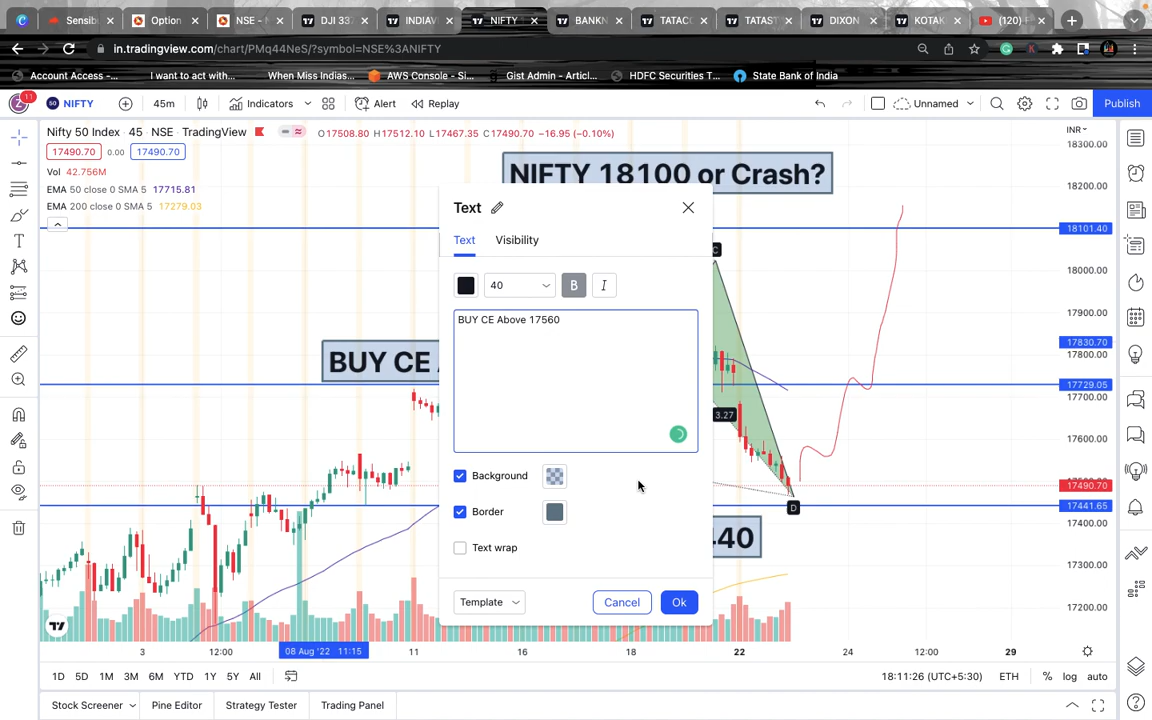 Sensib
Option
NSE -
DJI 337
INDIAVI
NIFTY
BANKN
TATACO
TATAST
DIXON
KOTAK
(120)
in.tradingview.com/chart/PMq44NeS/?symbol=NSE%3ANIFTY
Account Access -...
I want to act with...
When Miss Indias...
AWS Console - Si...
Gist Admin - Articl...
HDFC Securities T...
State Bank of India
Z 11
50 NIFTY
45m
Indicators
Alert
Replay
Unnamed
Publish
Nifty 50 Index · 45 · NSE · TradingView
O17508.80 H17512.10 L17467.35 C17490.70 −16.95 (−0.10%)
INR
17490.70 0.00 17490.70
Vol 42.756M
EMA 50 close 0 SMA 5 17715.81
EMA 200 close 0 SMA 5 17279.03
NIFTY 18100 or Crash?
Text
Text
Visibility
40
B
I
BUY CE Above 17560
Background
Border
Text wrap
Template
Cancel
Ok
BUY CE
C
3.27
D
440
18300.00
18200.00
18101.40
18000.00
17900.00
17830.70
17800.00
17729.05
17700.00
17600.00
17490.70
17441.65
17400.00
17300.00
17200.00
3
12:00
08 Aug '22 11:15
11
16
18
22
24
12:00
29
1D
5D
1M
3M
6M
YTD
1Y
5Y
All
18:11:26 (UTC+5:30)
ETH
%
log
auto
Stock Screener
Pine Editor
Strategy Tester
Trading Panel